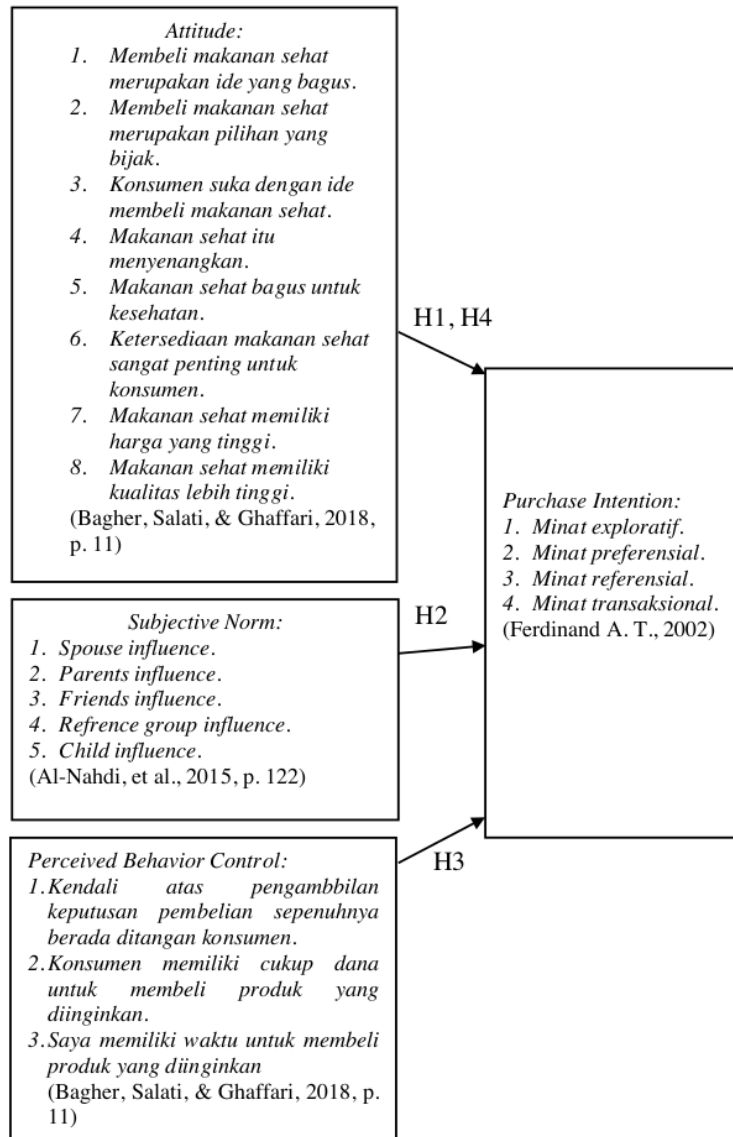 Attitude:
1. Membeli makanan sehat
merupakan ide yang bagus.
2. Membeli makanan sehat
merupakan pilihan yang
bijak.
3. Konsumen suka dengan ide
membeli makanan sehat.
4. Makanan sehat itu
menyenangkan.
5. Makanan sehat bagus untuk
kesehatan.
6. Ketersediaan makanan sehat
sangat penting untuk
konsumen.
7. Makanan sehat memiliki
harga yang tinggi.
8. Makanan sehat memiliki
kualitas lebih tinggi.
(Bagher, Salati, & Ghaffari, 2018,
p. 11)
H1, H4
Subjective Norm:
1. Spouse influence.
2. Parents influence.
3. Friends influence.
4. Refrence group influence.
5. Child influence.
(Al-Nahdi, et al., 2015, p. 122)
H2
Perceived Behavior Control:
1. Kendali atas pengambbilan
keputusan pembelian sepenuhnya
berada ditangan konsumen.
2. Konsumen memiliki cukup dana
untuk membeli produk yang
diinginkan.
3. Saya memiliki waktu untuk membeli
produk yang diinginkan
(Bagher, Salati, & Ghaffari, 2018, p.
11)
H3
Purchase Intention:
1. Minat exploratif.
2. Minat preferensial.
3. Minat referensial.
4. Minat transaksional.
(Ferdinand A. T., 2002)